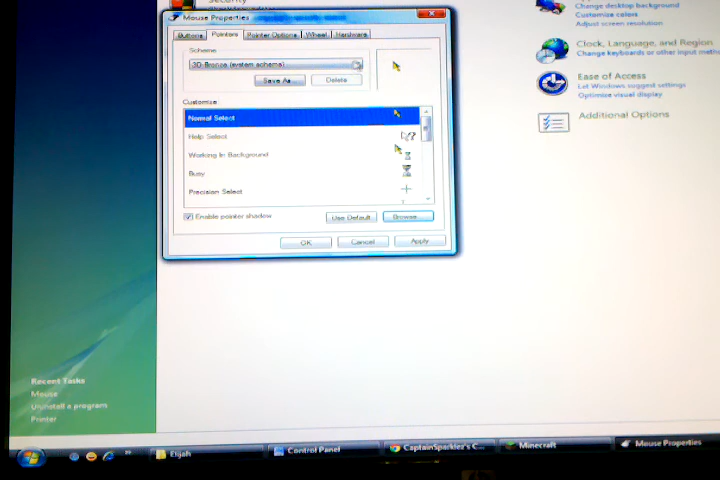 Security
Mouse Properties
Buttons Pointers Pointer Options Wheel Hardware
Scheme
3D-Bronze (system scheme)
Save As... Delete
Customize:
Normal Select
Help Select
Working In Background
Busy
Precision Select
Enable pointer shadow
Use Default Browse...
OK Cancel Apply
Change desktop background
Customize colors
Adjust screen resolution
Clock, Language, and Region
Change keyboards or other input
Ease of Access
Let Windows suggest settings
Optimize visual display
Additional Options
Recent Tasks
Mouse
Uninstall a program
Printer
Elijah
Control Panel
CaptainSparklez's C...
Minecraft
Mouse Properties